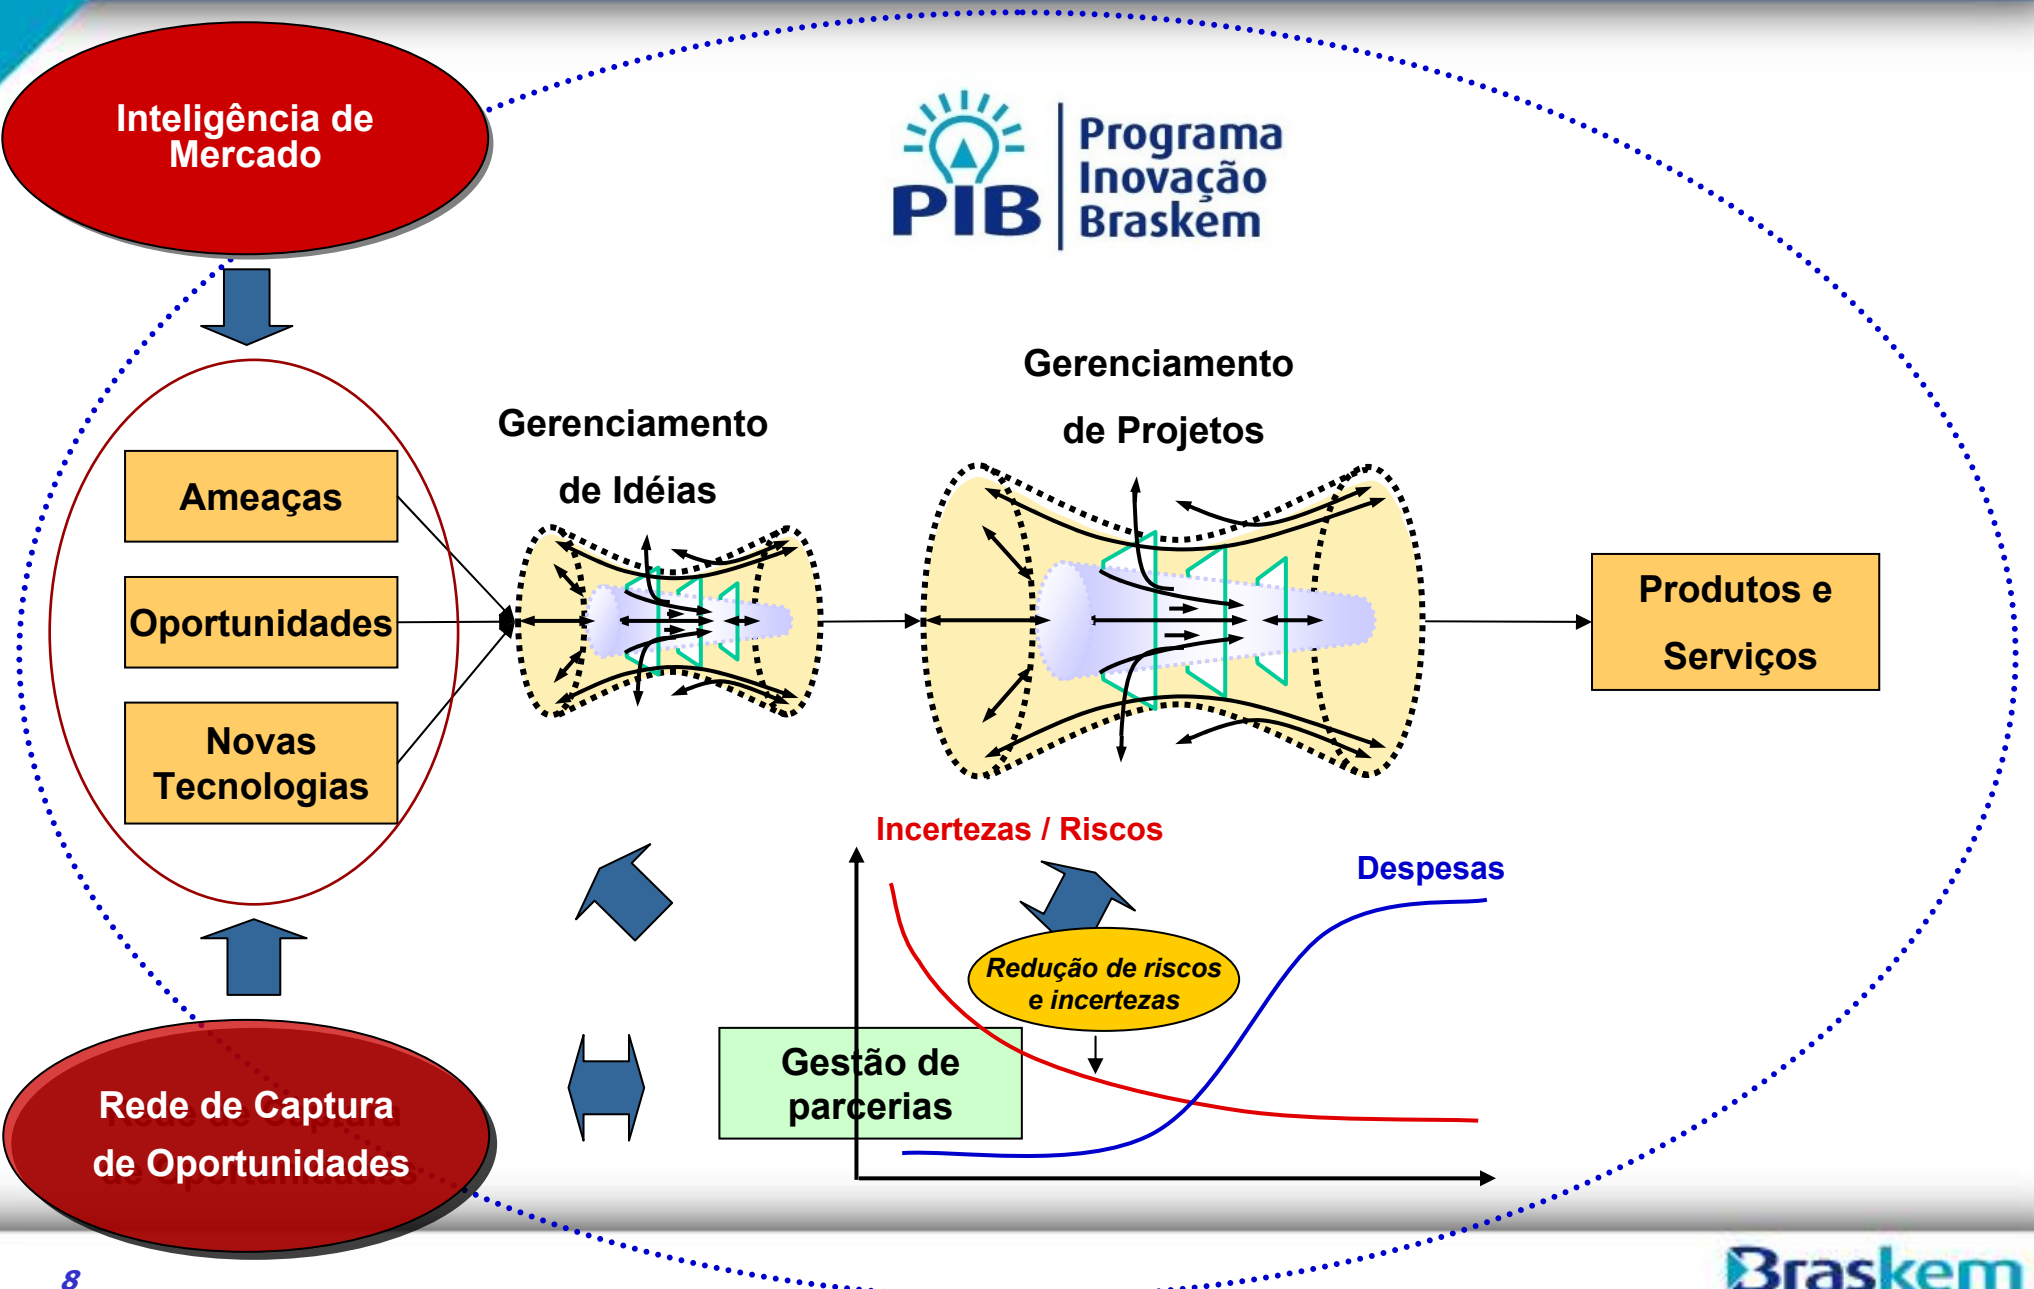 Inteligência de
Mercado
PIB
Programa
Inovação
Braskem
Gerenciamento
de Projetos
Gerenciamento
de Idéias
Ameaças
Oportunidades
Novas
Tecnologias
Produtos e
Serviços
Incertezas / Riscos
Despesas
Redução de riscos
e incertezas
Gestão de
parcerias
Rede de Captura
de Oportunidades
8
Braskem